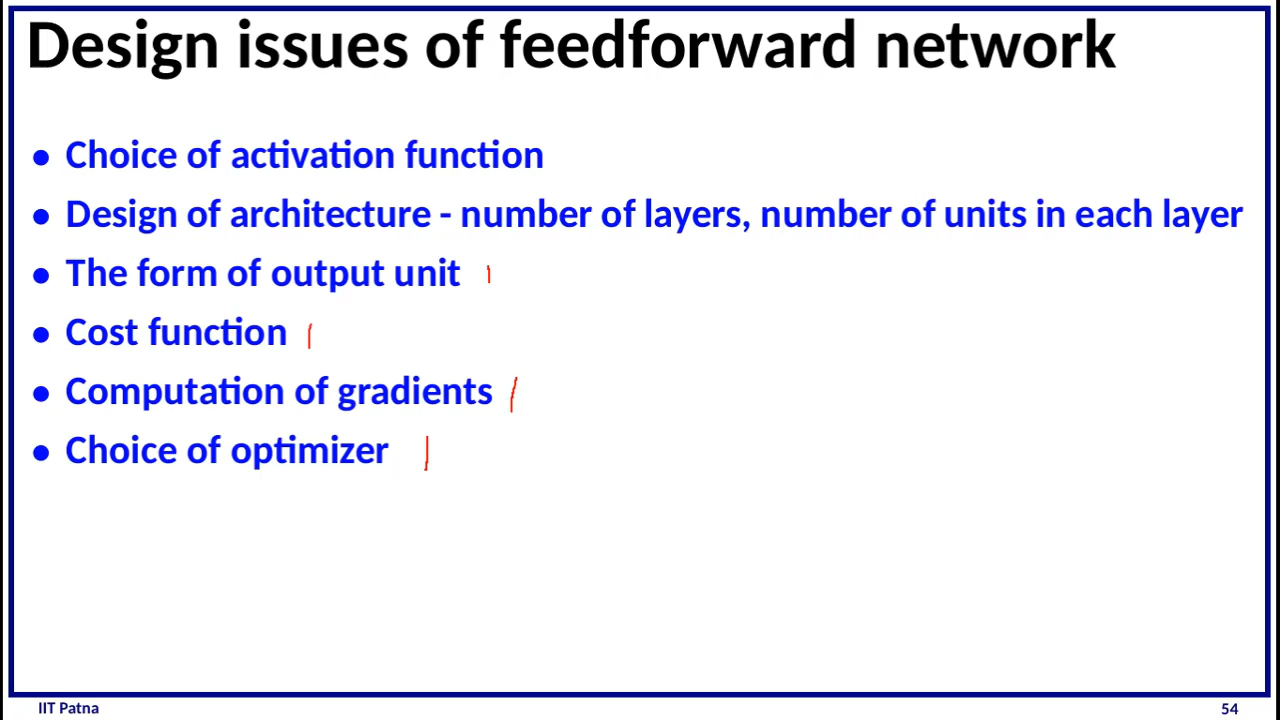 Design issues of feedforward network
• Choice of activation function
• Design of architecture - number of layers, number of units in each layer
• The form of output unit
• Cost function
• Computation of gradients
• Choice of optimizer
IIT Patna
54